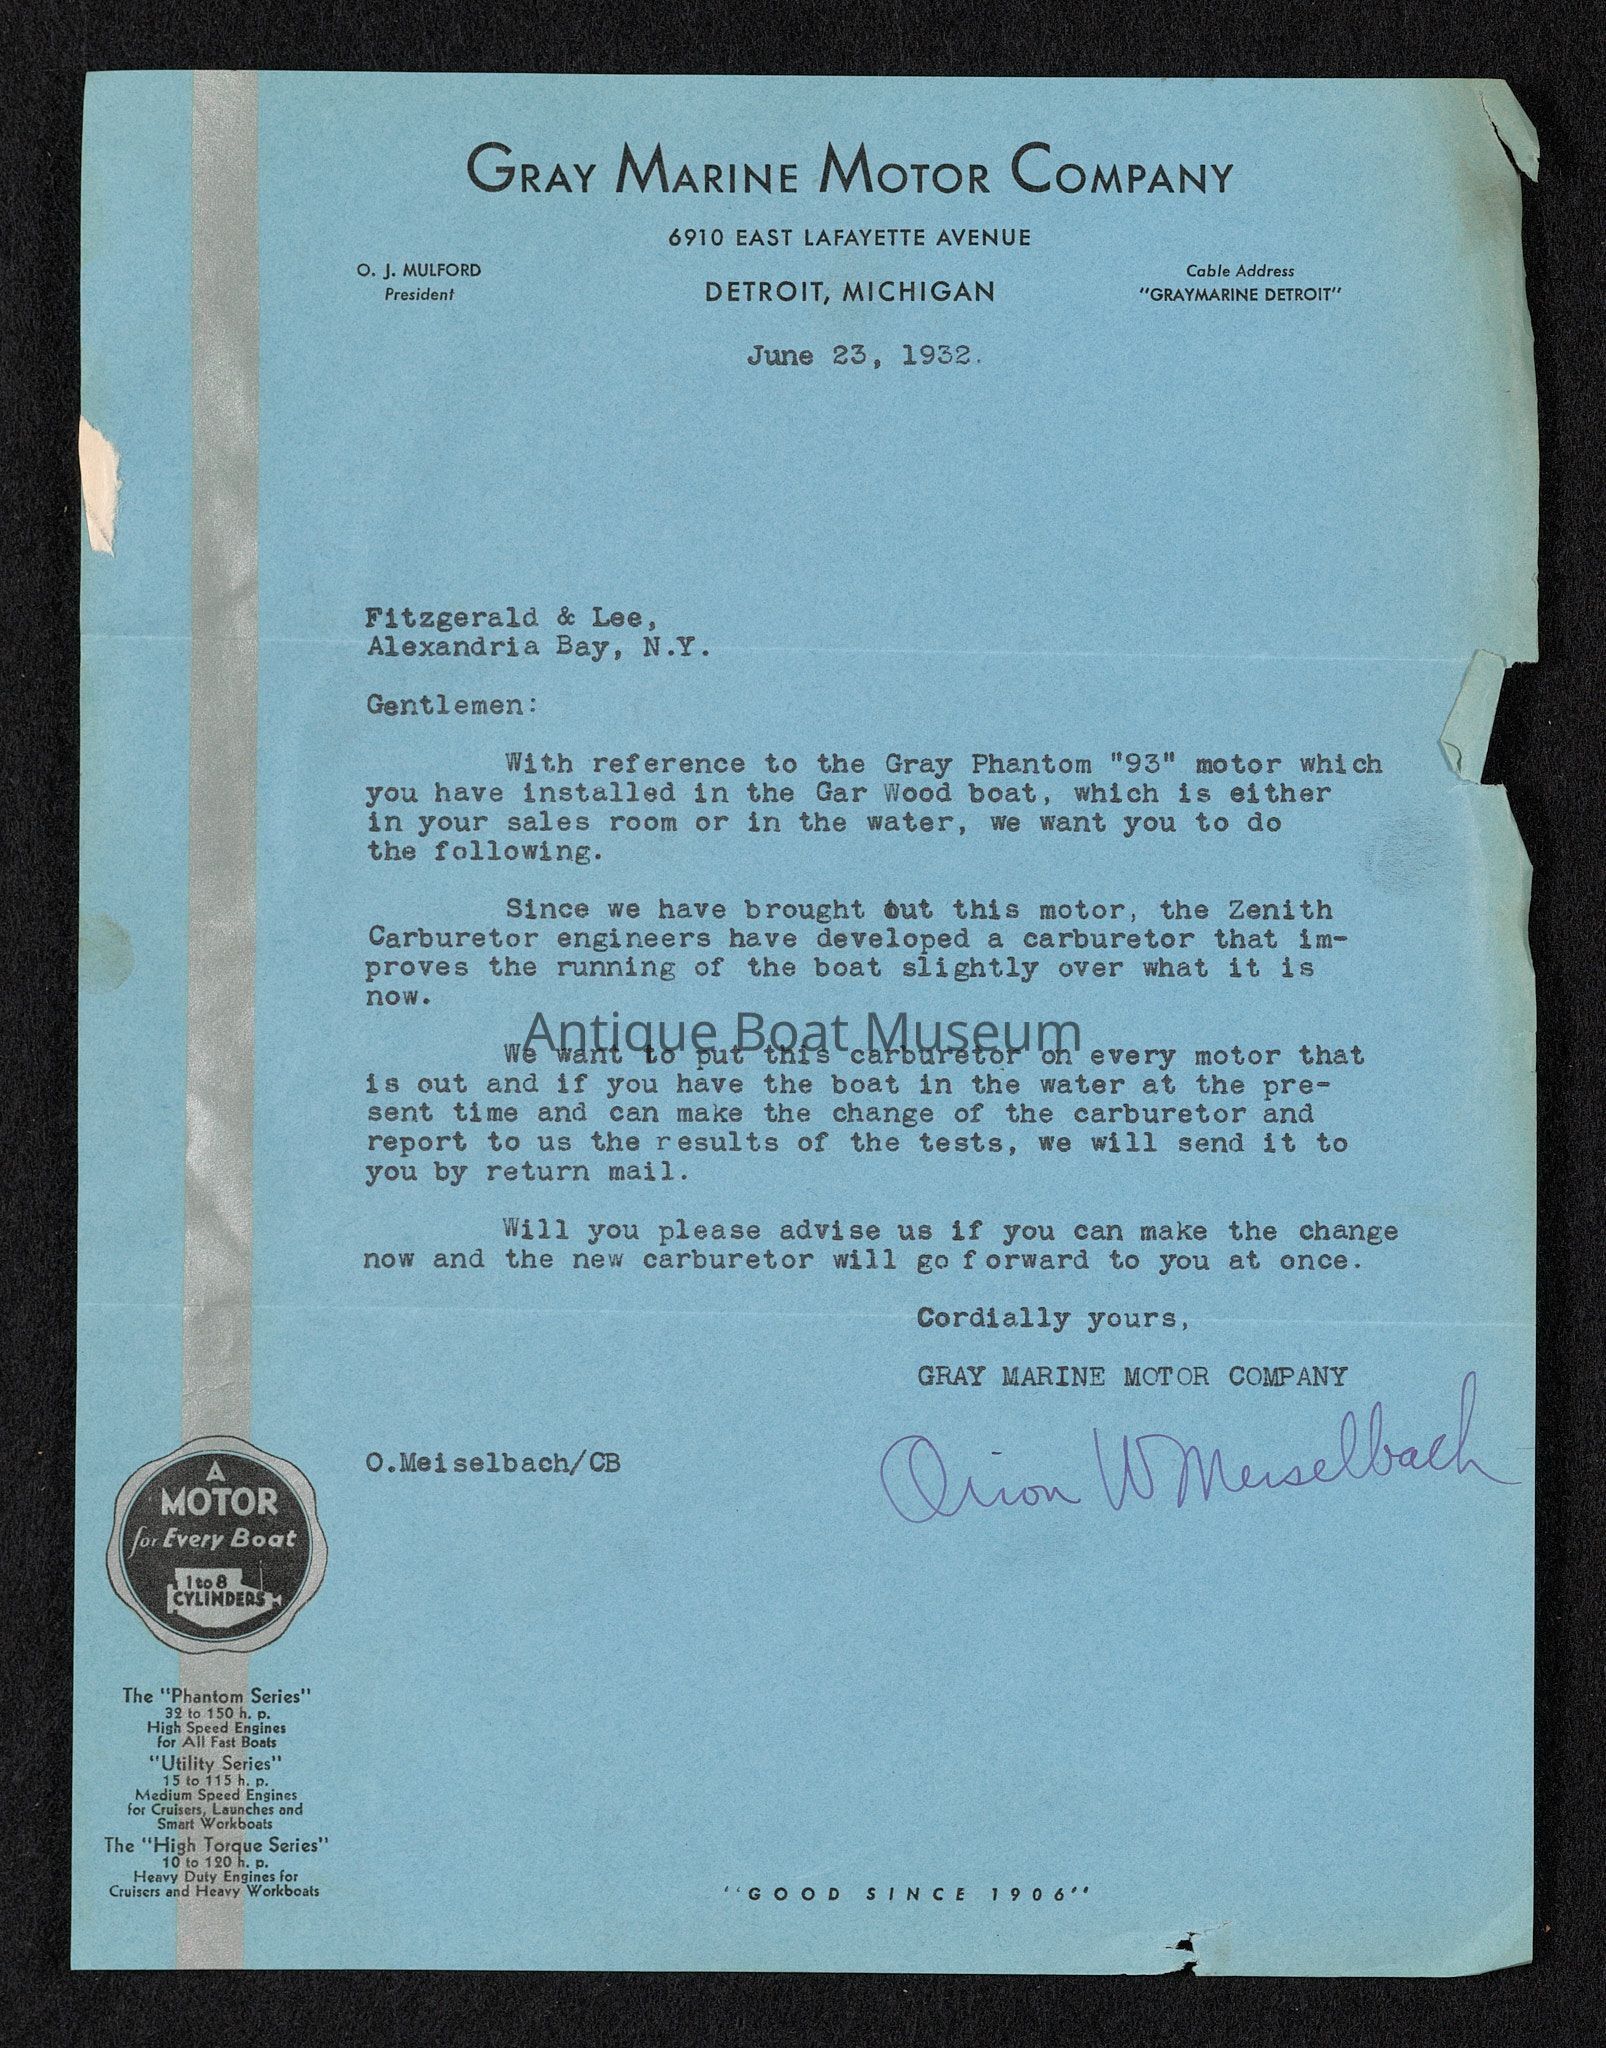 GRAY MARINE MOTOR COMPANY
6910 EAST LAFAYETTE AVENUE
O. J. MULFORD
President
DETROIT, MICHIGAN
Cable Address
"GRAYMARINE DETROIT"
June 23, 1932.
Fitzgerald & Lee,
Alexandria Bay, N.Y.
Gentlemen:
With reference to the Gray Phantom "93" motor which
you have installed in the Gar Wood boat, which is either
in your sales room or in the water, we want you to do
the following.
Since we have brought out this motor, the Zenith
Carburetor engineers have developed a carburetor that im-
proves the running of the boat slightly over what it is
now.
Antique Boat Museum
We want to put this carburetor on every motor that
is out and if you have the boat in the water at the pre-
sent time and can make the change of the carburetor and
report to us the results of the tests, we will send it to
you by return mail.
Will you please advise us if you can make the change
now and the new carburetor will go forward to you at once.
Cordially yours,
GRAY MARINE MOTOR COMPANY
Orion W Meiselbach
O.Meiselbach/CB
A
MOTOR
for Every Boat
1 to 8
CYLINDERS
The "Phantom Series"
32 to 150 h. p.
High Speed Engines
for All Fast Boats
"Utility Series"
15 to 115 h. p.
Medium Speed Engines
for Cruisers, Launches and
Smart Workboats
The "High Torque Series"
10 to 120 h. p.
Heavy Duty Engines for
Cruisers and Heavy Workboats
"GOOD SINCE 1906"